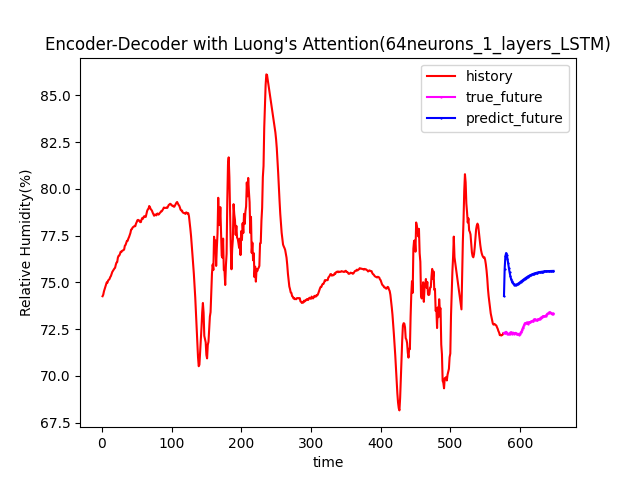 Encoder-Decoder with Luong's Attention(64neurons_1_layers_LSTM)
history
true_future
predict_future
Relative Humidity(%)
85.0
82.5
80.0
77.5
75.0
72.5
70.0
67.5
0 100 200 300 400 500 600
time